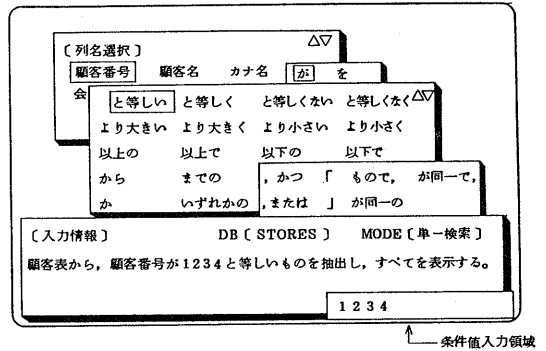 〔列名選択〕 △▽
顧客番号 顧客名 カナ名 が を
会
と等しい と等しく と等しくない と等しくなく △▽
より大きい より大きく より小さい より小さく
以上の 以上で 以下の 以下で
から までの ,かつ 「 もので, が同一で,
か いずれかの ,または 」 が同一の
〔入力情報〕 DB〔STORES〕 MODE〔単一検索〕
顧客表から,顧客番号が1234と等しいものを抽出し,すべてを表示する。
1234
条件値入力領域